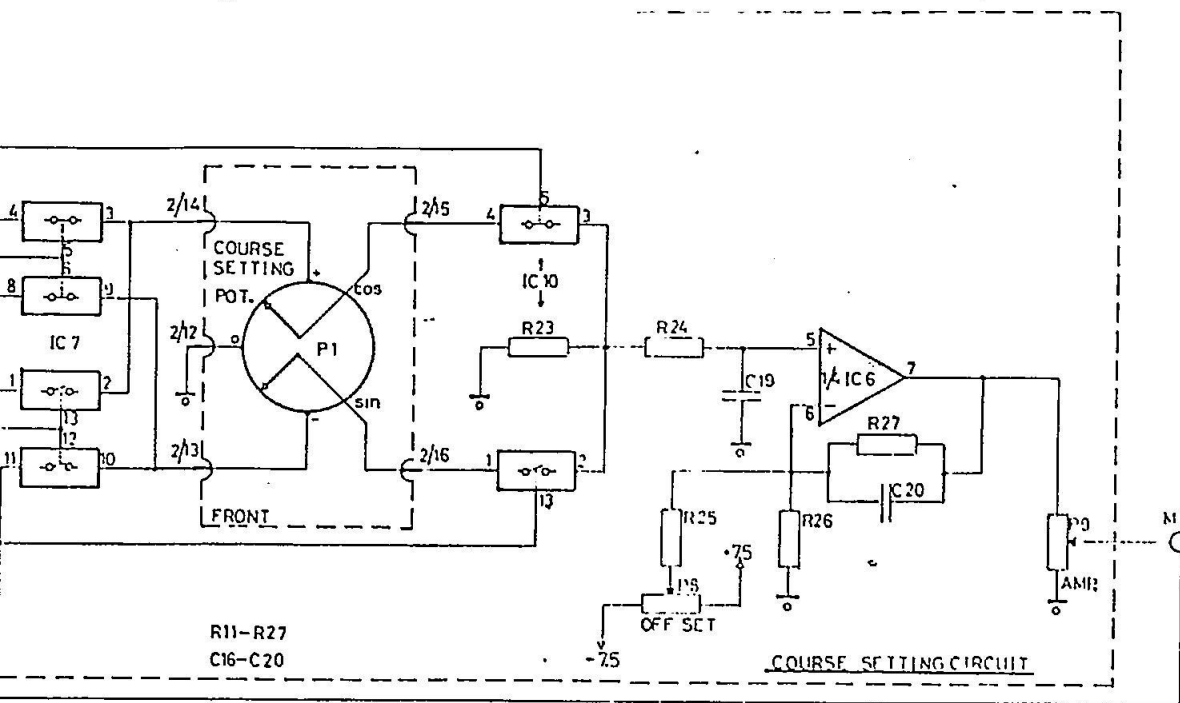 4
3
5
6
8
9
IC 7
1
2
13
12
11
10
2/14
2/12
2/13
COURSE
SETTING
POT.
+
o
P1
cos
sin
-
FRONT
2/15
2/16
4
3
5
IC 10
R23
1
2
13
R24
C19
5
+
1/4 IC6
6
-
7
R27
C20
R25
R26
P8
OFF SET
+7.5
-7.5
P9
AMP.
M
R11-R27
C16-C20
COURSE SETTING CIRCUIT